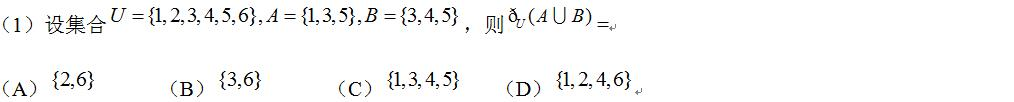 （1）设集合 U = {1,2,3,4,5,6}, A = {1,3,5}, B = {3,4,5} ，则 ð_U(A∪B) =
（A） {2,6} （B） {3,6} （C） {1,3,4,5} （D） {1,2,4,6}